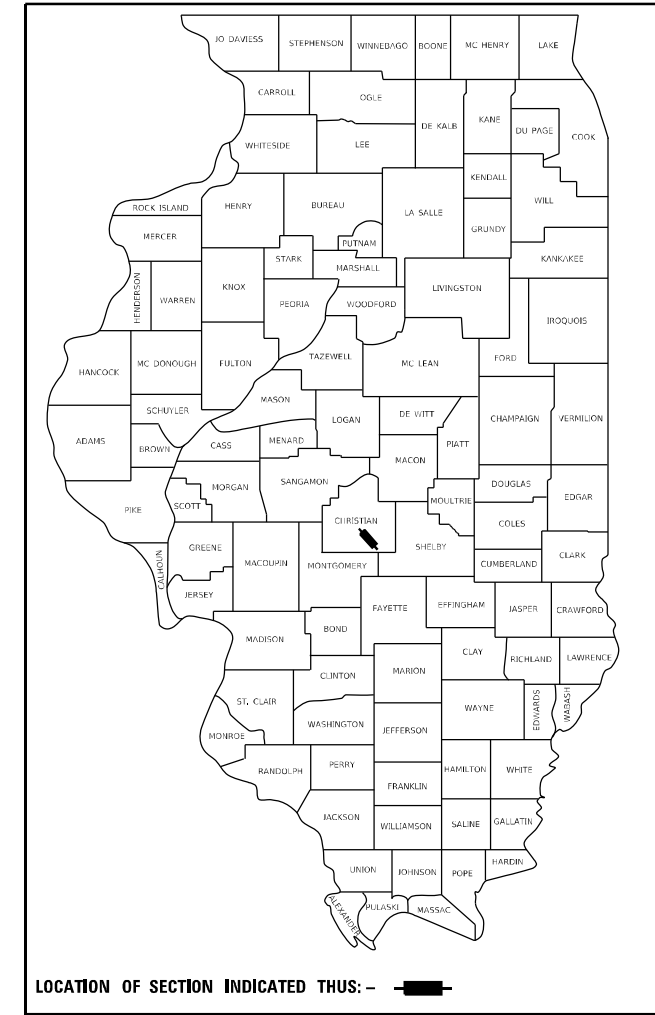 JO DAVIESS
STEPHENSON
WINNEBAGO
BOONE
MC HENRY
LAKE
CARROLL
OGLE
DE KALB
KANE
DU PAGE
COOK
WHITESIDE
LEE
KENDALL
WILL
ROCK ISLAND
HENRY
BUREAU
LA SALLE
GRUNDY
MERCER
PUTNAM
KANKAKEE
STARK
MARSHALL
HENDERSON
WARREN
KNOX
PEORIA
WOODFORD
LIVINGSTON
IROQUOIS
HANCOCK
MC DONOUGH
FULTON
TAZEWELL
MC LEAN
FORD
MASON
SCHUYLER
LOGAN
DE WITT
CHAMPAIGN
VERMILION
ADAMS
BROWN
CASS
MENARD
PIATT
MACON
PIKE
SCOTT
MORGAN
SANGAMON
DOUGLAS
EDGAR
MOULTRIE
CHRISTIAN
COLES
CALHOUN
GREENE
MACOUPIN
MONTGOMERY
SHELBY
CUMBERLAND
CLARK
JERSEY
FAYETTE
EFFINGHAM
JASPER
CRAWFORD
MADISON
BOND
CLAY
RICHLAND
LAWRENCE
CLINTON
MARION
ST. CLAIR
WAYNE
EDWARDS
WABASH
WASHINGTON
JEFFERSON
MONROE
RANDOLPH
PERRY
HAMILTON
WHITE
FRANKLIN
JACKSON
WILLIAMSON
SALINE
GALLATIN
UNION
JOHNSON
POPE
HARDIN
ALEXANDER
PULASKI
MASSAC
LOCATION OF SECTION INDICATED THUS: –